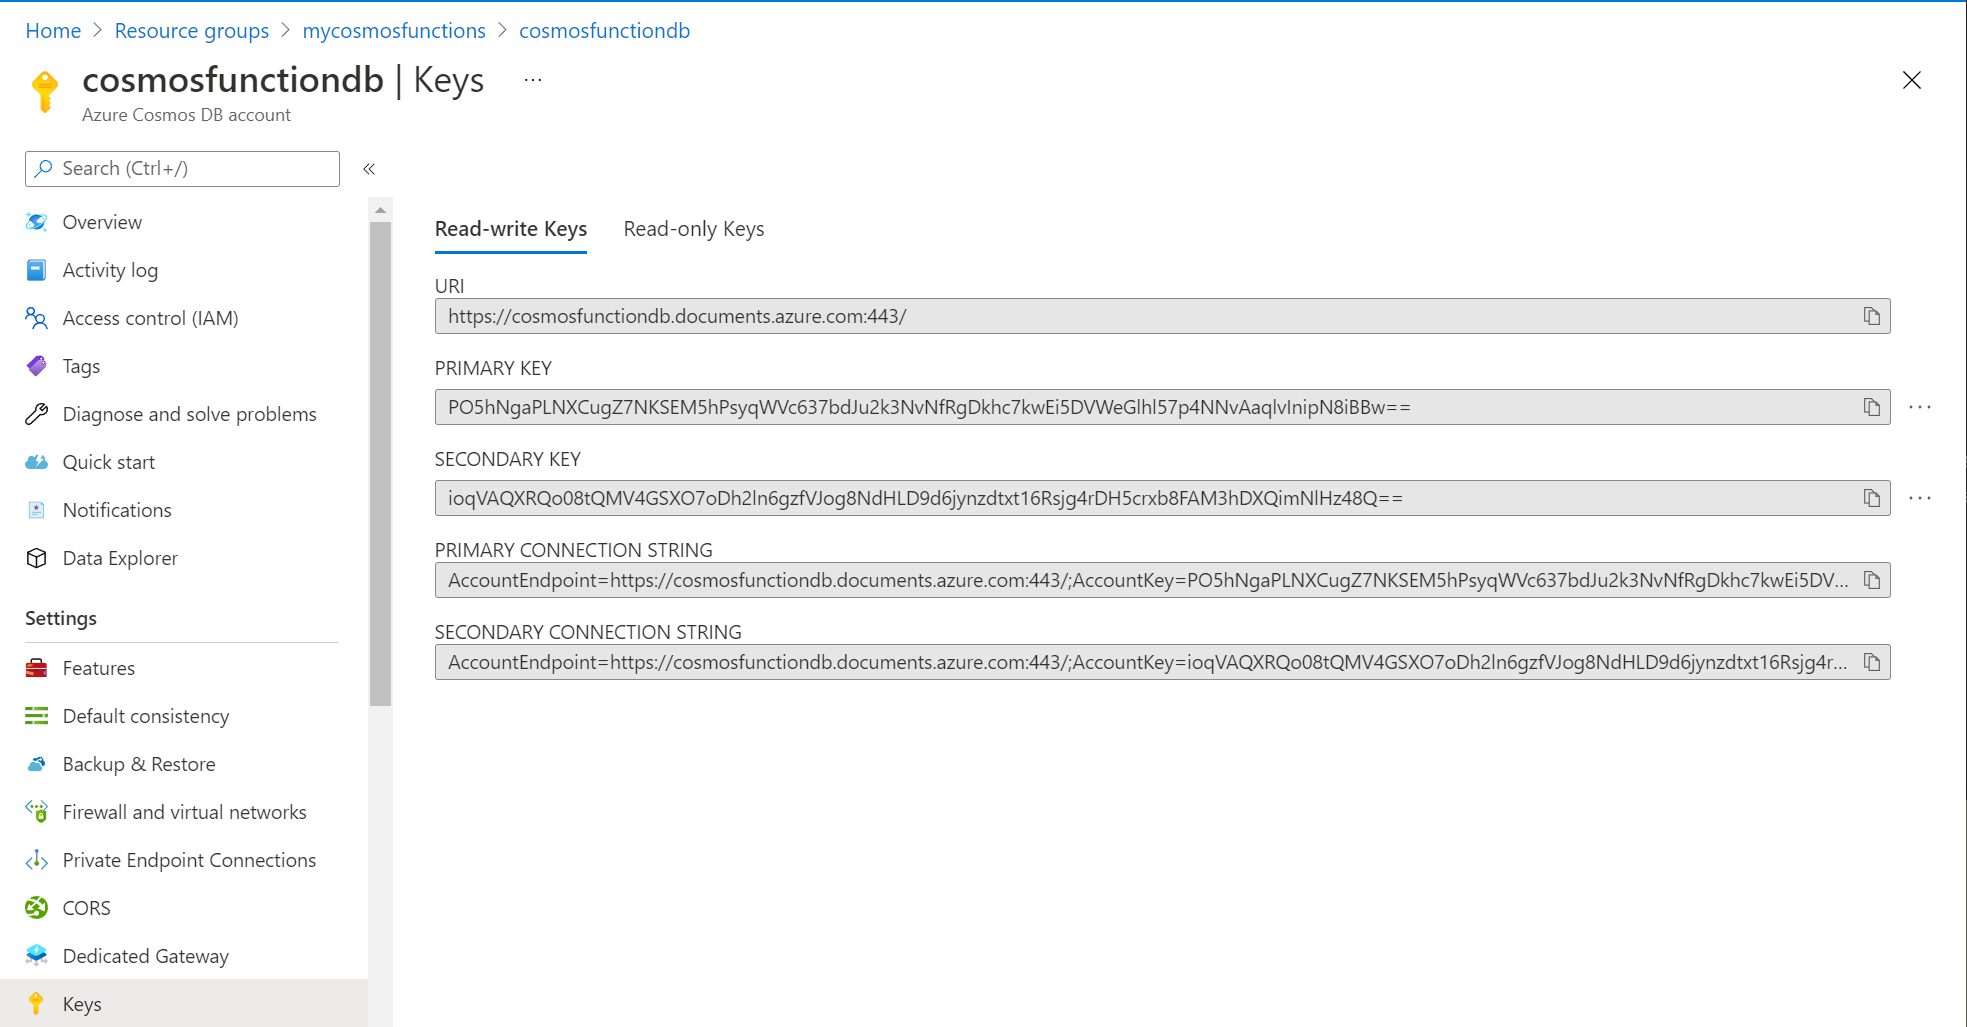 Home > Resource groups > mycosmosfunctions > cosmosfunctiondb
cosmosfunctiondb | Keys ...
Azure Cosmos DB account
Search (Ctrl+/)
«
Overview
Activity log
Access control (IAM)
Tags
Diagnose and solve problems
Quick start
Notifications
Data Explorer
Settings
Features
Default consistency
Backup & Restore
Firewall and virtual networks
Private Endpoint Connections
CORS
Dedicated Gateway
Keys
Read-write Keys Read-only Keys
URI
https://cosmosfunctiondb.documents.azure.com:443/
PRIMARY KEY
PO5hNgaPLNXCugZ7NKSEM5hPsyqWVc637bdJu2k3NvNfRgDkhc7kwEi5DVWeGlhl57p4NNvAaqlvInipN8iBBw==
SECONDARY KEY
ioqVAQXRQo08tQMV4GSXO7oDh2ln6gzfVJog8NdHLD9d6jynzdtxt16Rsjg4rDH5crxb8FAM3hDXQimNlHz48Q==
PRIMARY CONNECTION STRING
AccountEndpoint=https://cosmosfunctiondb.documents.azure.com:443/;AccountKey=PO5hNgaPLNXCugZ7NKSEM5hPsyqWVc637bdJu2k3NvNfRgDkhc7kwEi5DV...
SECONDARY CONNECTION STRING
AccountEndpoint=https://cosmosfunctiondb.documents.azure.com:443/;AccountKey=ioqVAQXRQo08tQMV4GSXO7oDh2ln6gzfVJog8NdHLD9d6jynzdtxt16Rsjg4r...